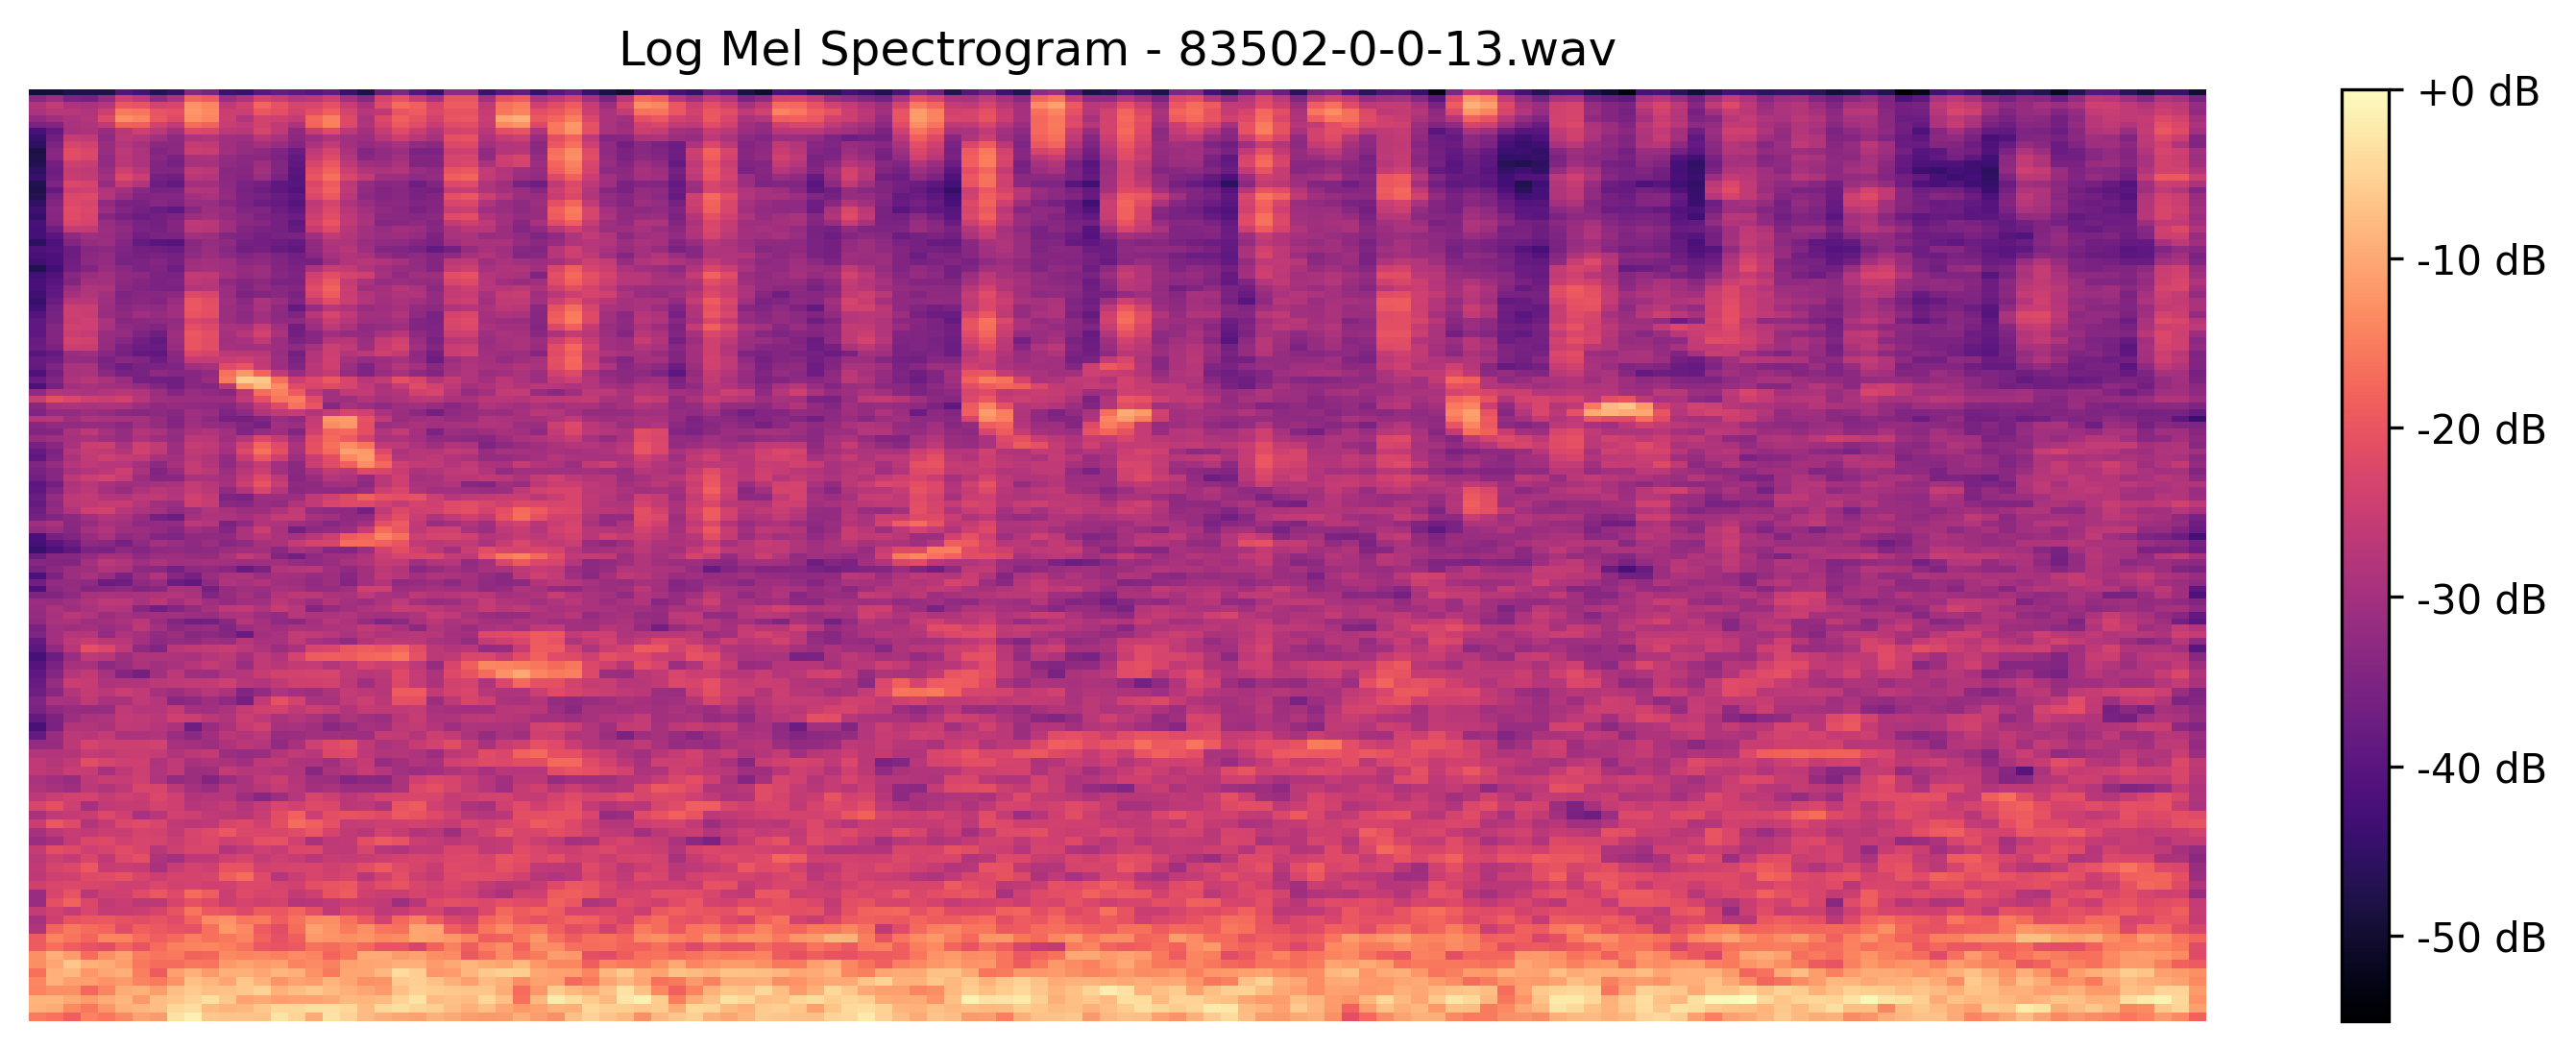 Log Mel Spectrogram - 83502-0-0-13.wav
+0 dB
-10 dB
-20 dB
-30 dB
-40 dB
-50 dB